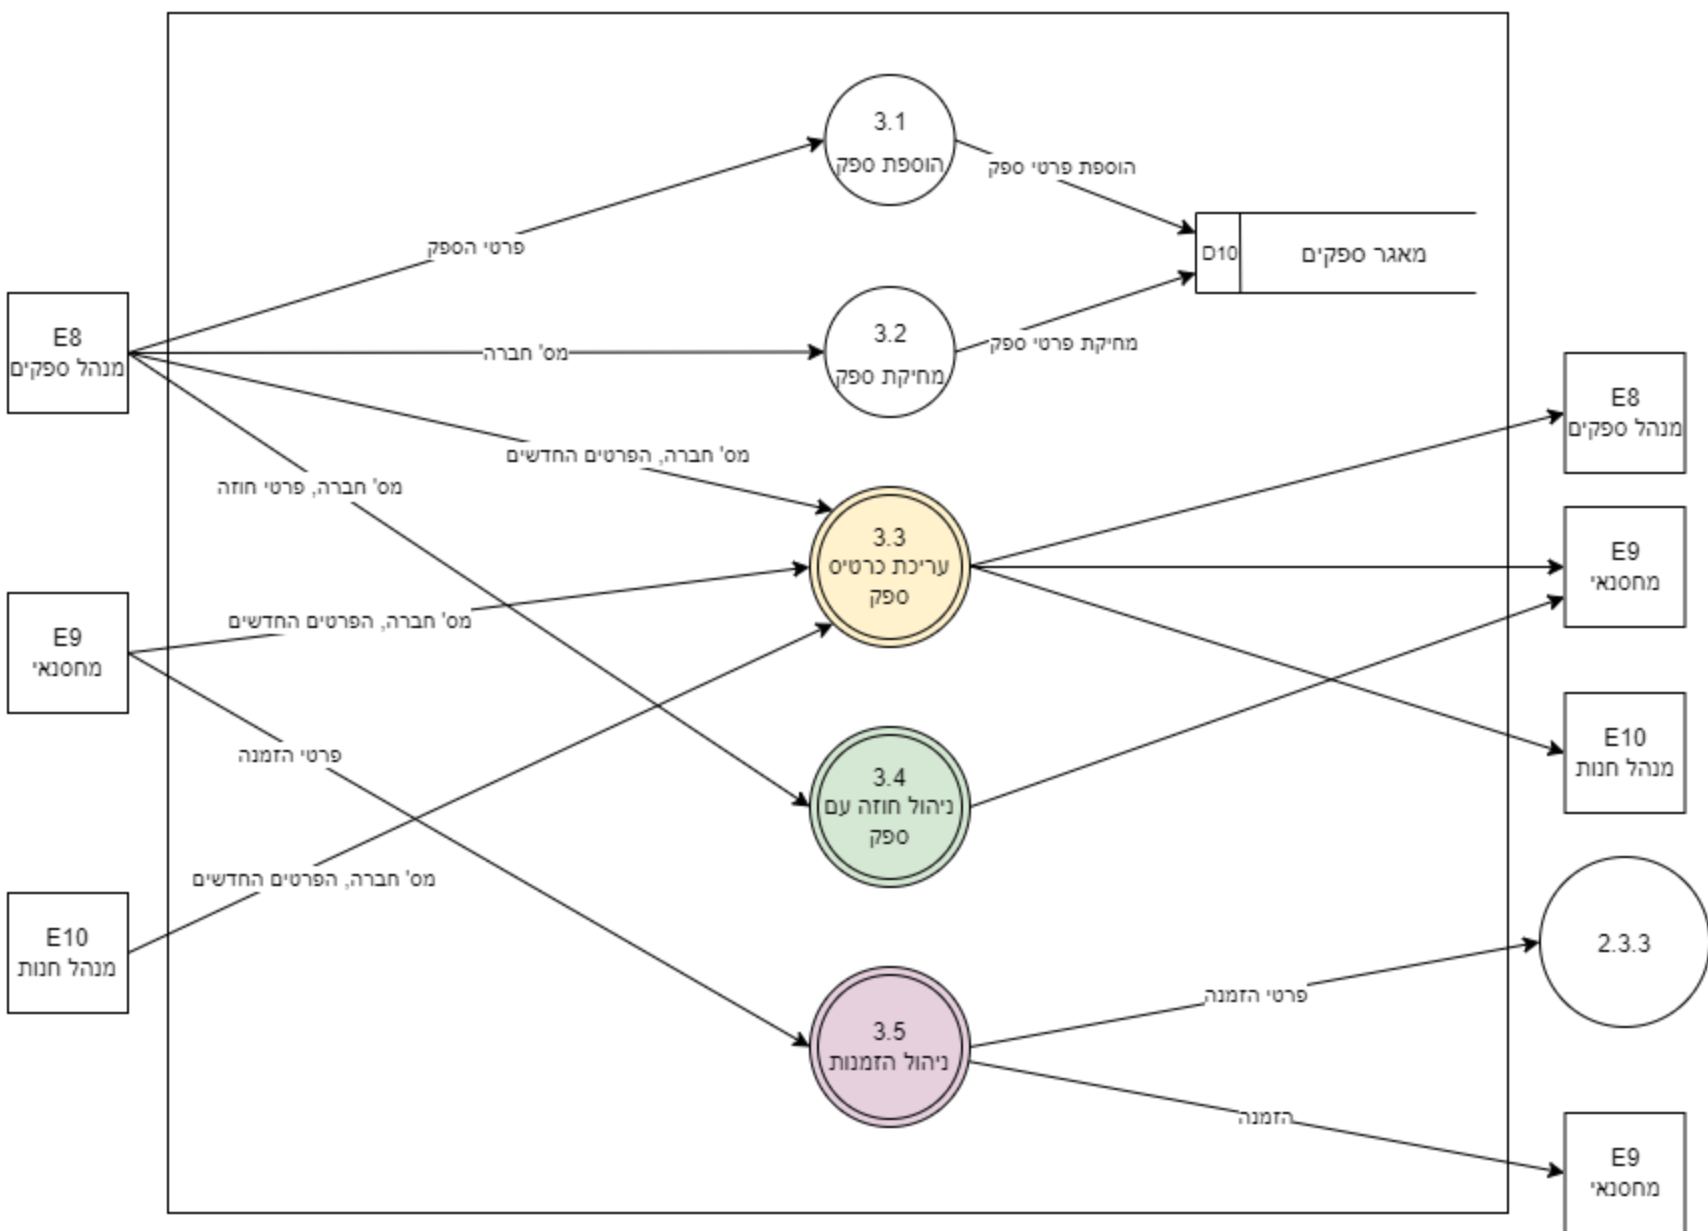 3.1
הוספת ספק
הוספת פרטי ספק
פרטי הספק
D10
מאגר ספקים
E8
מנהל ספקים
מס' חברה
3.2
מחיקת ספק
מחיקת פרטי ספק
E8
מנהל ספקים
מס' חברה, הפרטים החדשים
מס' חברה, פרטי חוזה
3.3
עריכת כרטיס
ספק
E9
מחסנאי
E9
מחסנאי
מס' חברה, הפרטים החדשים
E10
מנהל חנות
פרטי הזמנה
3.4
ניהול חוזה עם
ספק
מס' חברה, הפרטים החדשים
E10
מנהל חנות
2.3.3
פרטי הזמנה
3.5
ניהול הזמנות
הזמנה
E9
מחסנאי